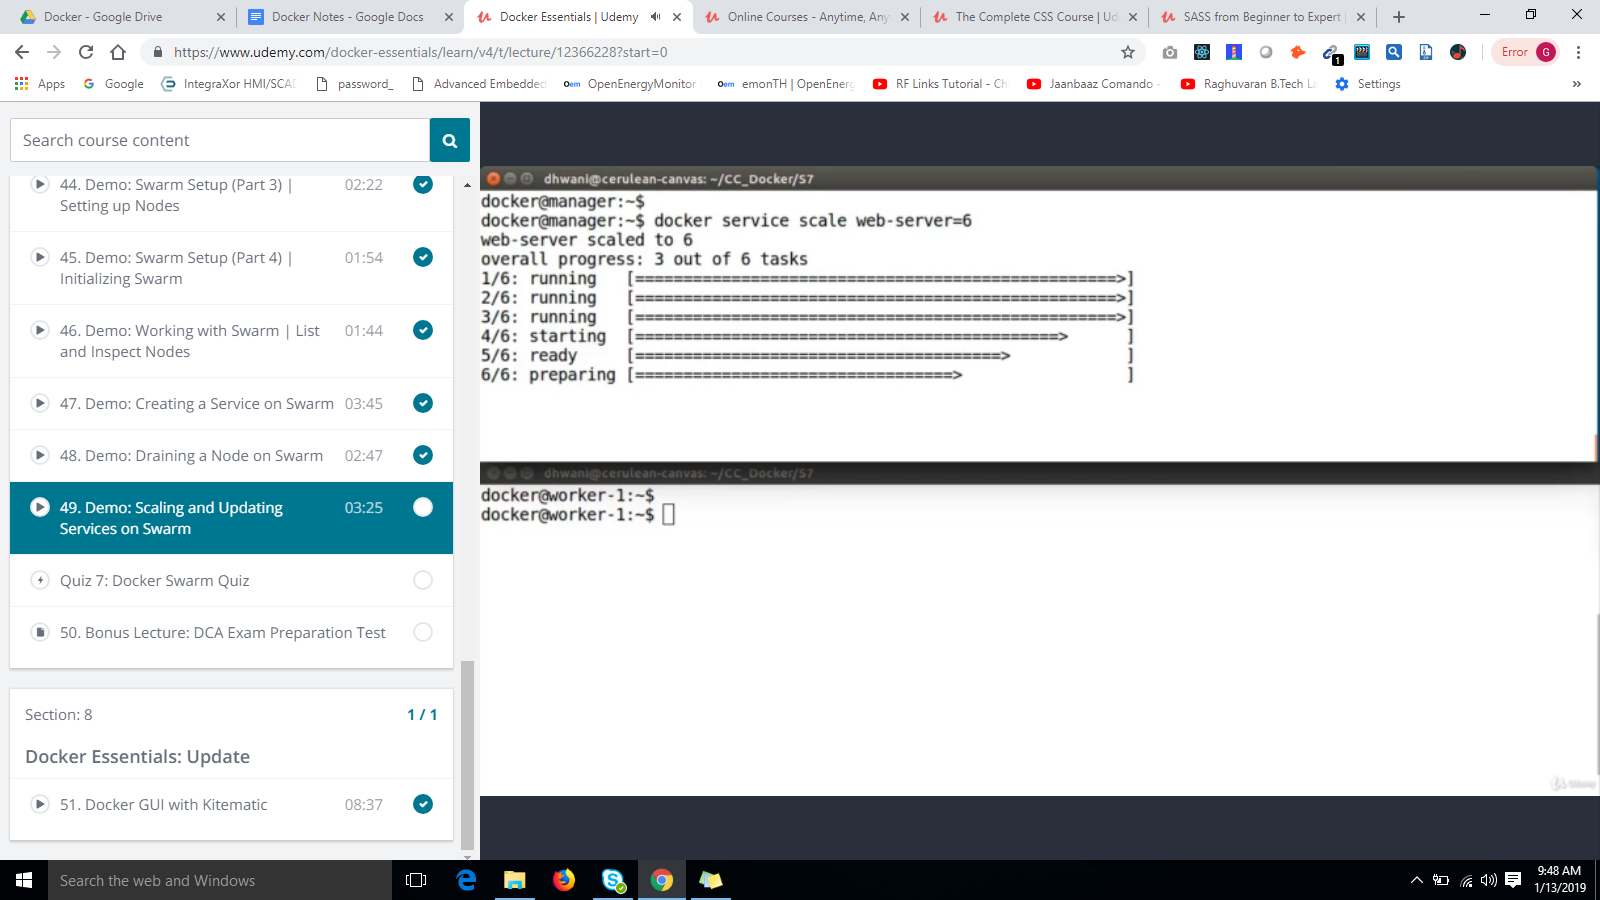 Docker - Google Drive
Docker Notes - Google Docs
Docker Essentials | Udemy
Online Courses - Anytime, Any
The Complete CSS Course | Ud
SASS from Beginner to Expert |
https://www.udemy.com/docker-essentials/learn/v4/t/lecture/12366228?start=0
1
Error
G
Apps
Google
IntegraXor HMI/SCAD
password_
Advanced Embedded
OpenEnergyMonitor
emonTH | OpenEnerg
RF Links Tutorial - Ch
Jaanbaaz Comando -
Raghuvaran B.Tech La
Settings
Search course content
44. Demo: Swarm Setup (Part 3) |
Setting up Nodes
02:22
45. Demo: Swarm Setup (Part 4) |
Initializing Swarm
01:54
46. Demo: Working with Swarm | List
and Inspect Nodes
01:44
47. Demo: Creating a Service on Swarm 03:45
48. Demo: Draining a Node on Swarm 02:47
49. Demo: Scaling and Updating
Services on Swarm
03:25
Quiz 7: Docker Swarm Quiz
50. Bonus Lecture: DCA Exam Preparation Test
Section: 8
1 / 1
Docker Essentials: Update
51. Docker GUI with Kitematic 08:37
dhwani@cerulean-canvas: ~/CC_Docker/S7
docker@manager:~$
docker@manager:~$ docker service scale web-server=6
web-server scaled to 6
overall progress: 3 out of 6 tasks
1/6: running [==================================================>]
2/6: running [==================================================>]
3/6: running [==================================================>]
4/6: starting [============================================> ]
5/6: ready [======================================> ]
6/6: preparing [=================================> ]
dhwani@cerulean-canvas: ~/CC_Docker/S7
docker@worker-1:~$
docker@worker-1:~$
Udemy
Search the web and Windows
9:48 AM
1/13/2019